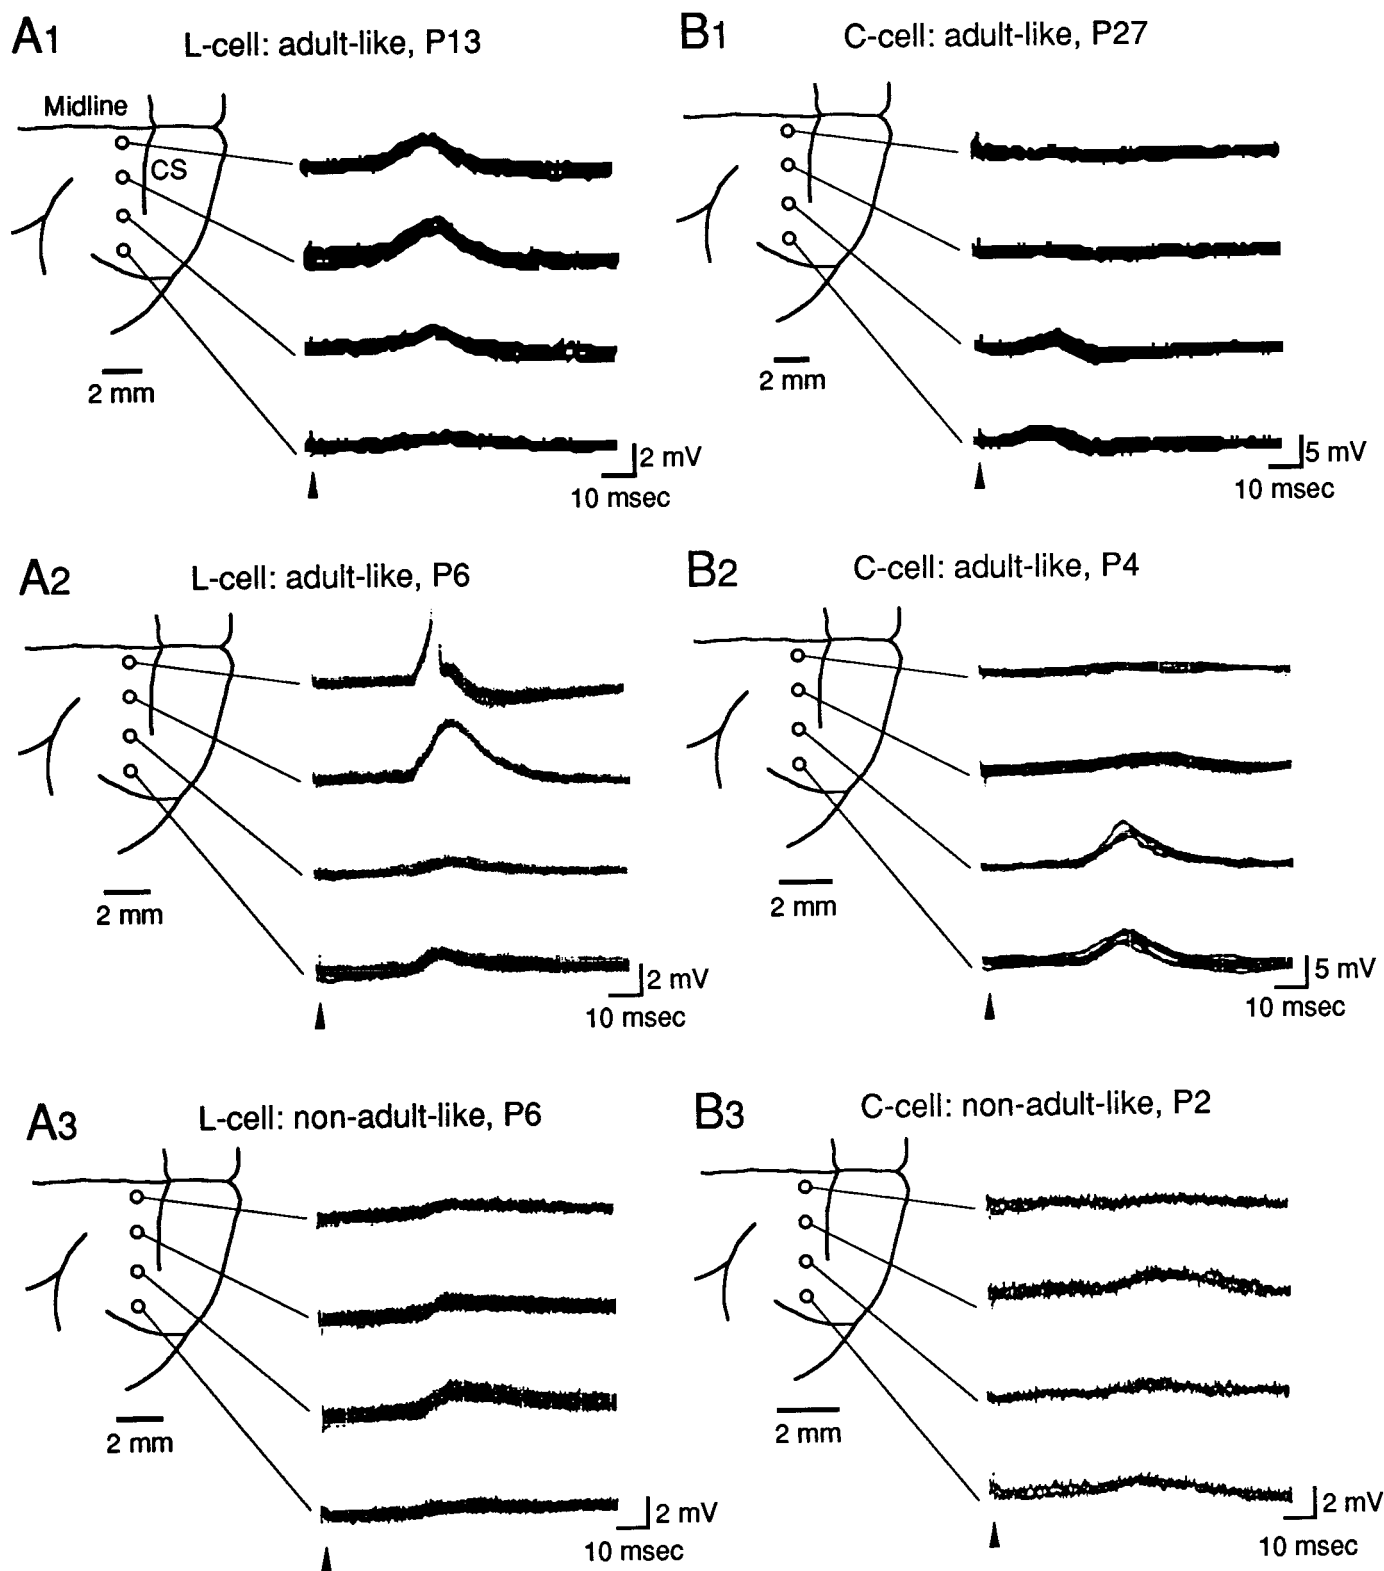 A1
L-cell: adult-like, P13
Midline
CS
2 mm
2 mV
10 msec
B1
C-cell: adult-like, P27
2 mm
5 mV
10 msec
A2
L-cell: adult-like, P6
2 mm
2 mV
10 msec
B2
C-cell: adult-like, P4
2 mm
5 mV
10 msec
A3
L-cell: non-adult-like, P6
2 mm
2 mV
10 msec
B3
C-cell: non-adult-like, P2
2 mm
2 mV
10 msec